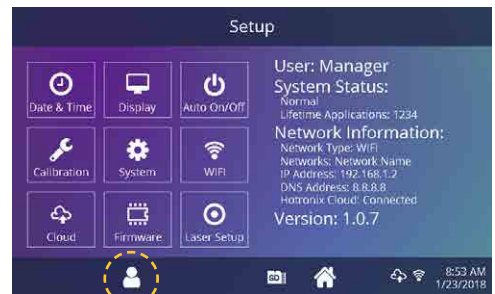 Setup
Date & Time
Display
Auto On/Off
Calibration
System
WIFI
Cloud
Firmware
Laser Setup
User: Manager
System Status:
Normal
Lifetime Applications: 1234
Network Information:
Network Type: WiFi
Networks: Network Name
IP Address: 192.168.1.2
DNS Address: 8.8.8.8
Hotronix Cloud: Connected
Version: 1.0.7
SD
8:53 AM
1/23/2018